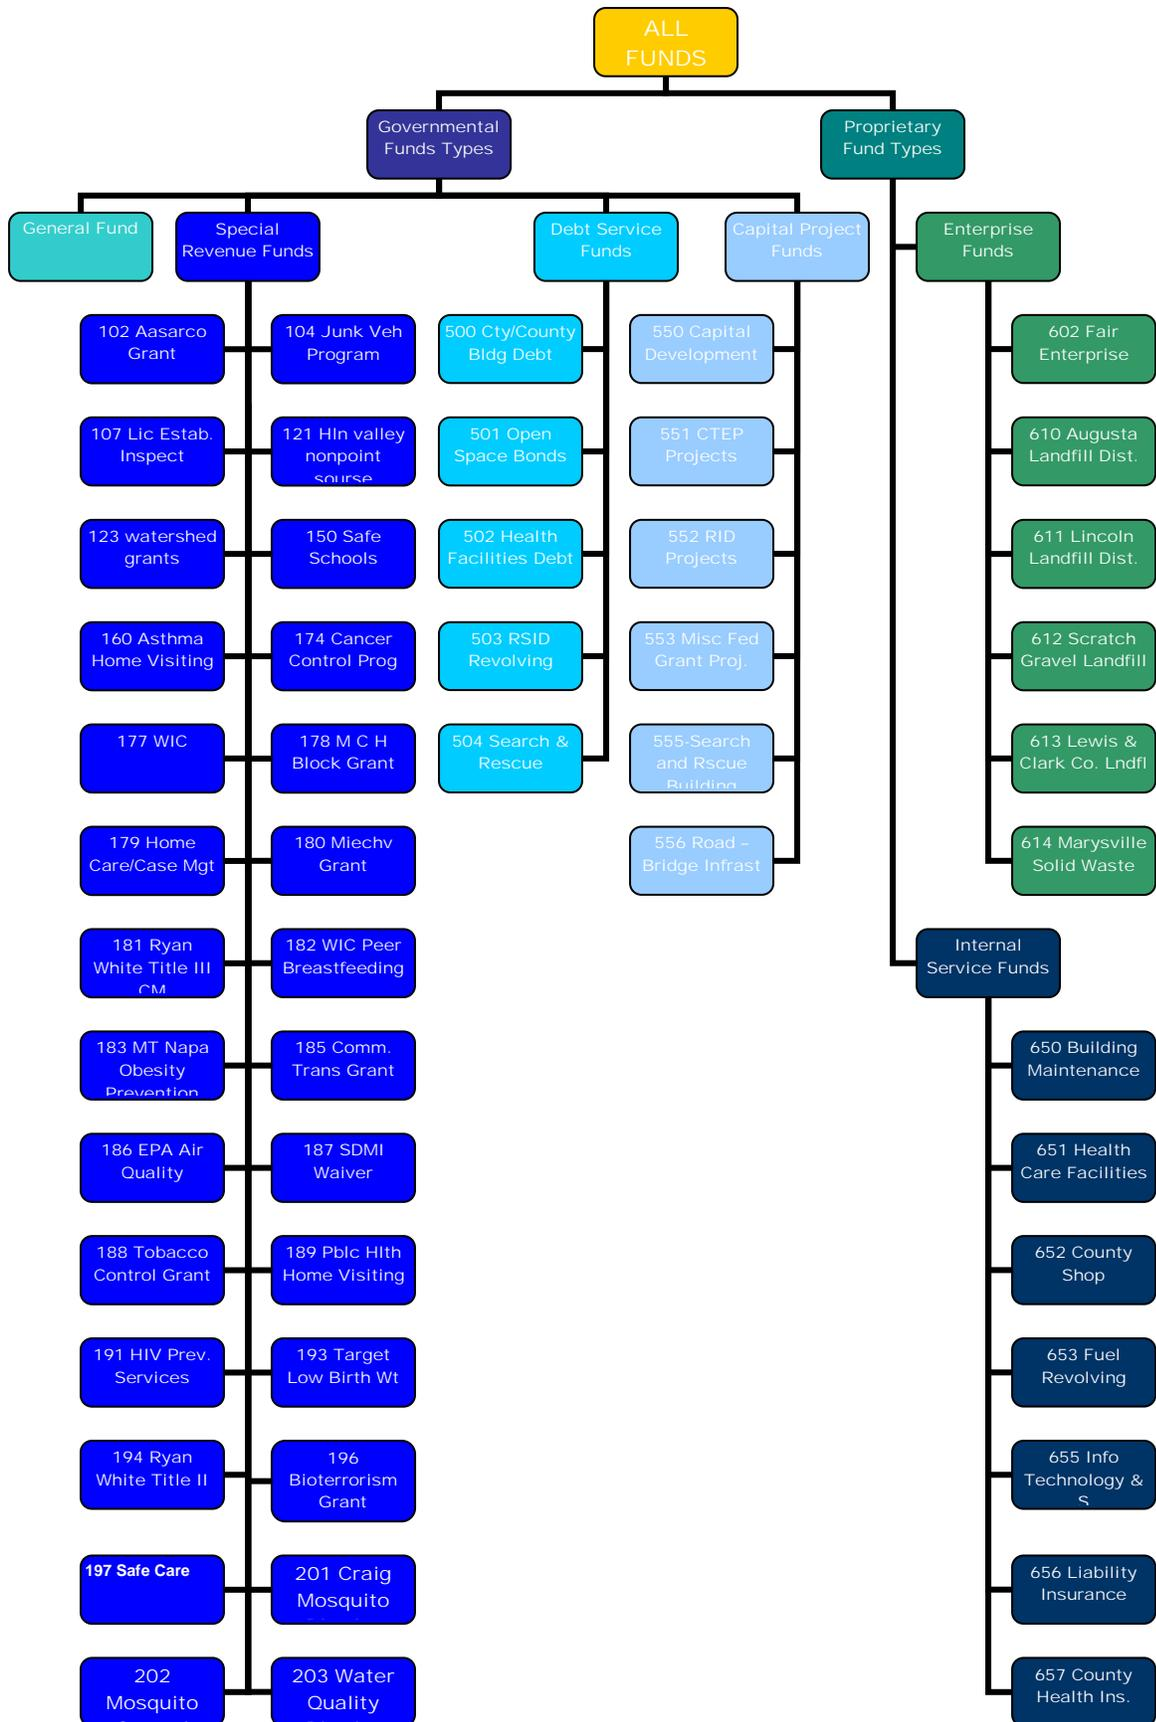 ALL
FUNDS
Governmental
Funds Types
Proprietary
Fund Types
General Fund
Special
Revenue Funds
Debt Service
Funds
Capital Project
Funds
Enterprise
Funds
102 Aasarco
Grant
104 Junk Veh
Program
500 Cty/County
Bldg Debt
550 Capital
Development
602 Fair
Enterprise
107 Lic Estab.
Inspect
121 Hln valley
nonpoint
sourse
501 Open
Space Bonds
551 CTEP
Projects
610 Augusta
Landfill Dist.
123 watershed
grants
150 Safe
Schools
502 Health
Facilities Debt
552 RID
Projects
611 Lincoln
Landfill Dist.
160 Asthma
Home Visiting
174 Cancer
Control Prog
503 RSID
Revolving
553 Misc Fed
Grant Proj.
612 Scratch
Gravel Landfill
177 WIC
178 M C H
Block Grant
504 Search &
Rescue
555-Search
and Rscue
Building
613 Lewis &
Clark Co. Lndfl
179 Home
Care/Case Mgt
180 Miechv
Grant
556 Road –
Bridge Infrast
614 Marysville
Solid Waste
181 Ryan
White Title III
CM
182 WIC Peer
Breastfeeding
Internal
Service Funds
183 MT Napa
Obesity
Prevention
185 Comm.
Trans Grant
650 Building
Maintenance
186 EPA Air
Quality
187 SDMI
Waiver
651 Health
Care Facilities
188 Tobacco
Control Grant
189 Pblc Hlth
Home Visiting
652 County
Shop
191 HIV Prev.
Services
193 Target
Low Birth Wt
653 Fuel
Revolving
194 Ryan
White Title II
196
Bioterrorism
Grant
655 Info
Technology &
S
197 Safe Care
201 Craig
Mosquito
656 Liability
Insurance
202
Mosquito
203 Water
Quality
657 County
Health Ins.